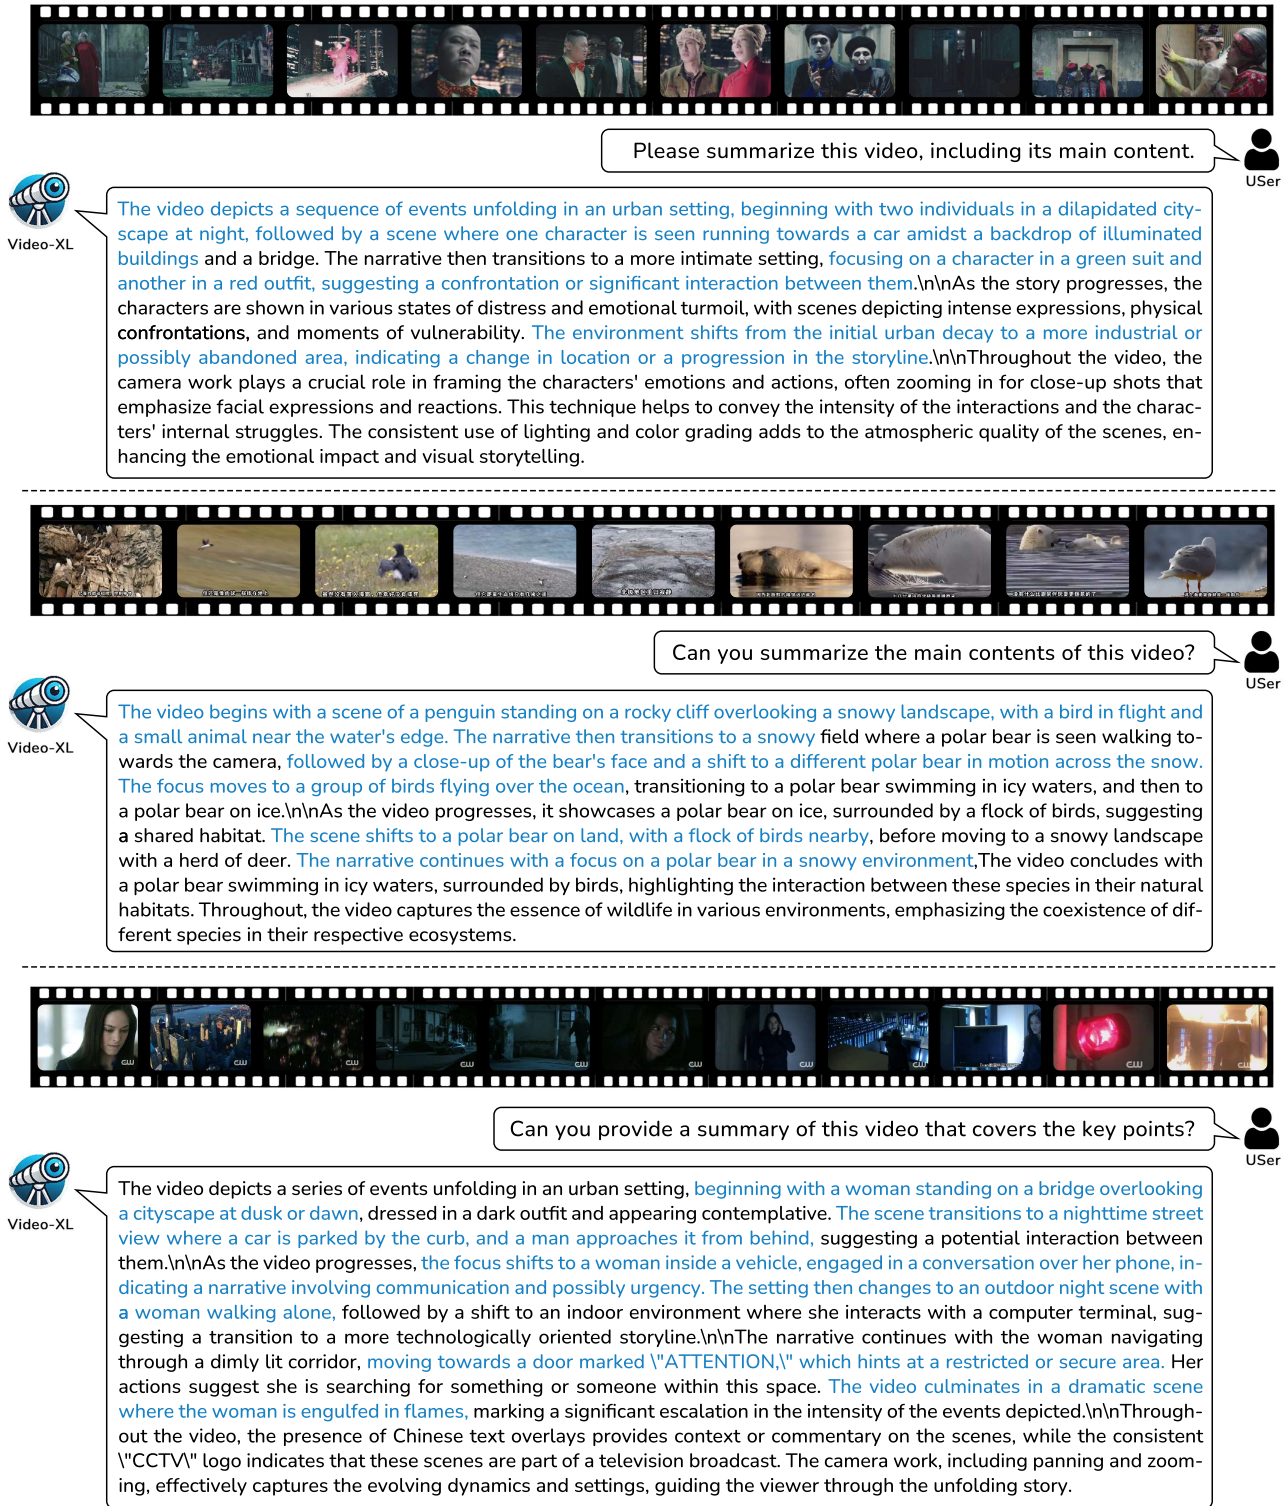 Please summarize this video, including its main content.
USer
Video-XL
The video depicts a sequence of events unfolding in an urban setting, beginning with two individuals in a dilapidated city-
scape at night, followed by a scene where one character is seen running towards a car amidst a backdrop of illuminated
buildings and a bridge. The narrative then transitions to a more intimate setting, focusing on a character in a green suit and
another in a red outfit, suggesting a confrontation or significant interaction between them.\n\nAs the story progresses, the
characters are shown in various states of distress and emotional turmoil, with scenes depicting intense expressions, physical
confrontations, and moments of vulnerability. The environment shifts from the initial urban decay to a more industrial or
possibly abandoned area, indicating a change in location or a progression in the storyline.\n\nThroughout the video, the
camera work plays a crucial role in framing the characters' emotions and actions, often zooming in for close-up shots that
emphasize facial expressions and reactions. This technique helps to convey the intensity of the interactions and the charac-
ters' internal struggles. The consistent use of lighting and color grading adds to the atmospheric quality of the scenes, en-
hancing the emotional impact and visual storytelling.
Can you summarize the main contents of this video?
USer
Video-XL
The video begins with a scene of a penguin standing on a rocky cliff overlooking a snowy landscape, with a bird in flight and
a small animal near the water's edge. The narrative then transitions to a snowy field where a polar bear is seen walking to-
wards the camera, followed by a close-up of the bear's face and a shift to a different polar bear in motion across the snow.
The focus moves to a group of birds flying over the ocean, transitioning to a polar bear swimming in icy waters, and then to
a polar bear on ice.\n\nAs the video progresses, it showcases a polar bear on ice, surrounded by a flock of birds, suggesting
a shared habitat. The scene shifts to a polar bear on land, with a flock of birds nearby, before moving to a snowy landscape
with a herd of deer. The narrative continues with a focus on a polar bear in a snowy environment,The video concludes with
a polar bear swimming in icy waters, surrounded by birds, highlighting the interaction between these species in their natural
habitats. Throughout, the video captures the essence of wildlife in various environments, emphasizing the coexistence of dif-
ferent species in their respective ecosystems.
CW
CW
CW
CW
CW
CW
CW
CW
CW
CW
Can you provide a summary of this video that covers the key points?
USer
Video-XL
The video depicts a series of events unfolding in an urban setting, beginning with a woman standing on a bridge overlooking
a cityscape at dusk or dawn, dressed in a dark outfit and appearing contemplative. The scene transitions to a nighttime street
view where a car is parked by the curb, and a man approaches it from behind, suggesting a potential interaction between
them.\n\nAs the video progresses, the focus shifts to a woman inside a vehicle, engaged in a conversation over her phone, in-
dicating a narrative involving communication and possibly urgency. The setting then changes to an outdoor night scene with
a woman walking alone, followed by a shift to an indoor environment where she interacts with a computer terminal, sug-
gesting a transition to a more technologically oriented storyline.\n\nThe narrative continues with the woman navigating
through a dimly lit corridor, moving towards a door marked \"ATTENTION,\" which hints at a restricted or secure area. Her
actions suggest she is searching for something or someone within this space. The video culminates in a dramatic scene
where the woman is engulfed in flames, marking a significant escalation in the intensity of the events depicted.\n\nThrough-
out the video, the presence of Chinese text overlays provides context or commentary on the scenes, while the consistent
\"CCTV\" logo indicates that these scenes are part of a television broadcast. The camera work, including panning and zoom-
ing, effectively captures the evolving dynamics and settings, guiding the viewer through the unfolding story.